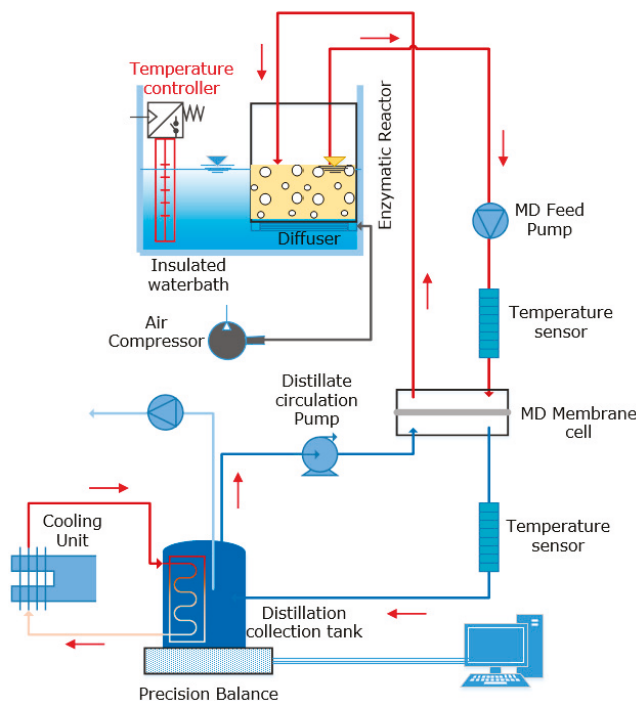 Temperature
controller
Enzymatic Reactor
Diffuser
Insulated
waterbath
MD Feed
Pump
Air
Compressor
Temperature
sensor
Distillate
circulation
Pump
MD Membrane
cell
Cooling
Unit
Temperature
sensor
Distillation
collection tank
Precision Balance